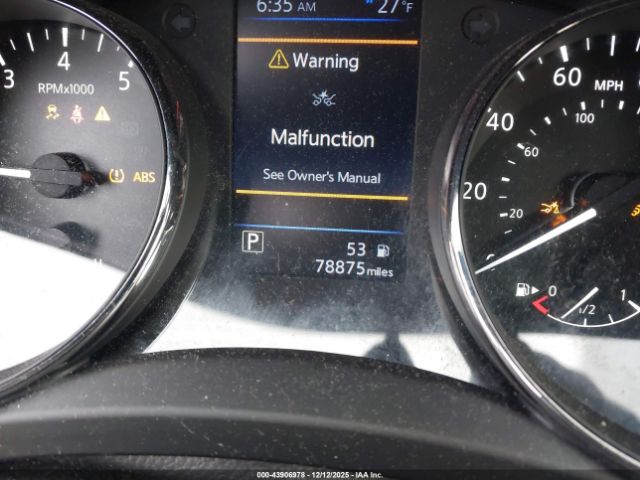 6:35 AM 27°F
3 4 5
RPMx1000
ABS
Warning
Malfunction
See Owner's Manual
P 53
78875 miles
60 MPH
40 100
60
20
20
0 1/2 1
000-43906978 - 12/12/2025 - IAA Inc.